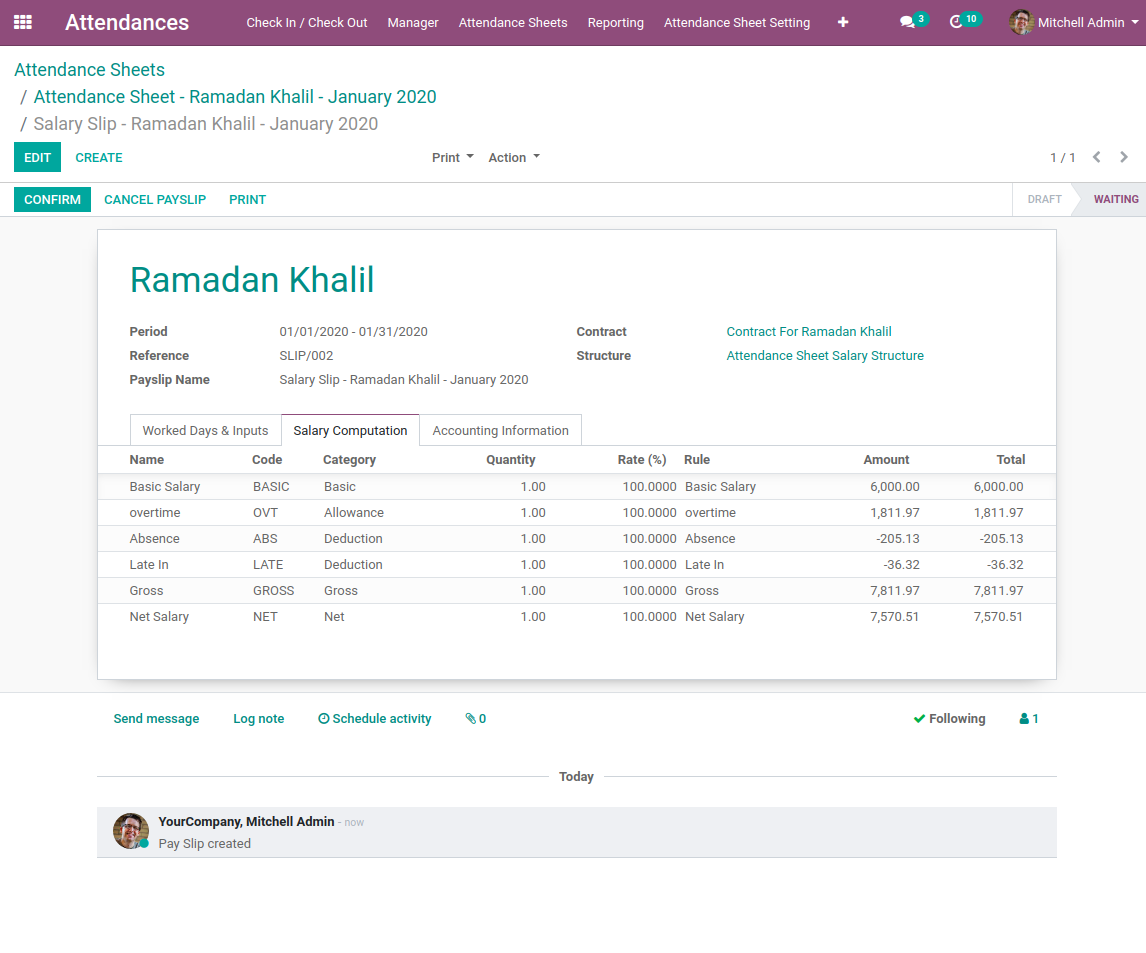 Attendances Check In / Check Out Manager Attendance Sheets Reporting Attendance Sheet Setting 3 10 Mitchell Admin
Attendance Sheets
/ Attendance Sheet - Ramadan Khalil - January 2020
/ Salary Slip - Ramadan Khalil - January 2020
EDIT CREATE Print Action 1 / 1
CONFIRM CANCEL PAYSLIP PRINT DRAFT WAITING
Ramadan Khalil
Period 01/01/2020 - 01/31/2020 Contract Contract For Ramadan Khalil
Reference SLIP/002 Structure Attendance Sheet Salary Structure
Payslip Name Salary Slip - Ramadan Khalil - January 2020
Worked Days & Inputs Salary Computation Accounting Information
Name Code Category Quantity Rate (%) Rule Amount Total
Basic Salary BASIC Basic 1.00 100.0000 Basic Salary 6,000.00 6,000.00
overtime OVT Allowance 1.00 100.0000 overtime 1,811.97 1,811.97
Absence ABS Deduction 1.00 100.0000 Absence -205.13 -205.13
Late In LATE Deduction 1.00 100.0000 Late In -36.32 -36.32
Gross GROSS Gross 1.00 100.0000 Gross 7,811.97 7,811.97
Net Salary NET Net 1.00 100.0000 Net Salary 7,570.51 7,570.51
Send message Log note Schedule activity 0 Following 1
Today
YourCompany, Mitchell Admin - now
Pay Slip created